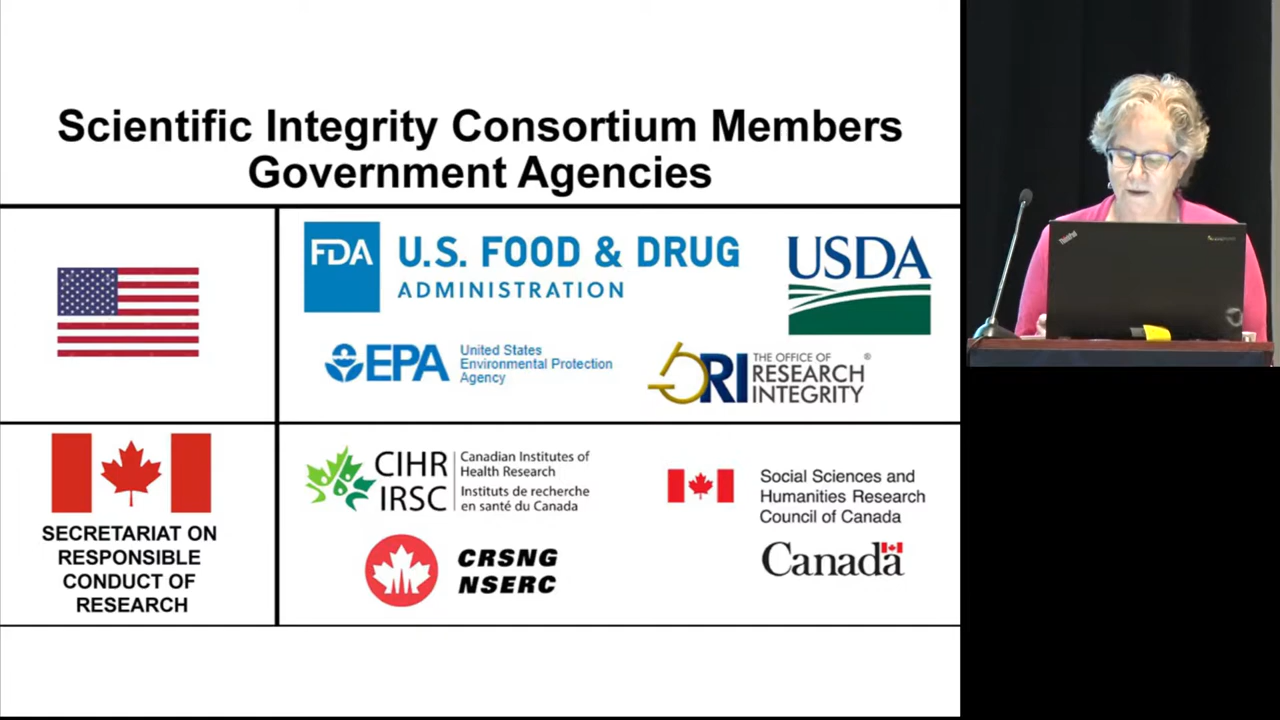 Scientific Integrity Consortium Members
Government Agencies
FDA
U.S. FOOD & DRUG
ADMINISTRATION
USDA
EPA
United States
Environmental Protection
Agency
ORI
THE OFFICE OF
RESEARCH ®
INTEGRITY
SECRETARIAT ON
RESPONSIBLE
CONDUCT OF
RESEARCH
CIHR
IRSC
Canadian Institutes of
Health Research
Instituts de recherche
en santé du Canada
Social Sciences and
Humanities Research
Council of Canada
CRSNG
NSERC
Canada
ThinkPad